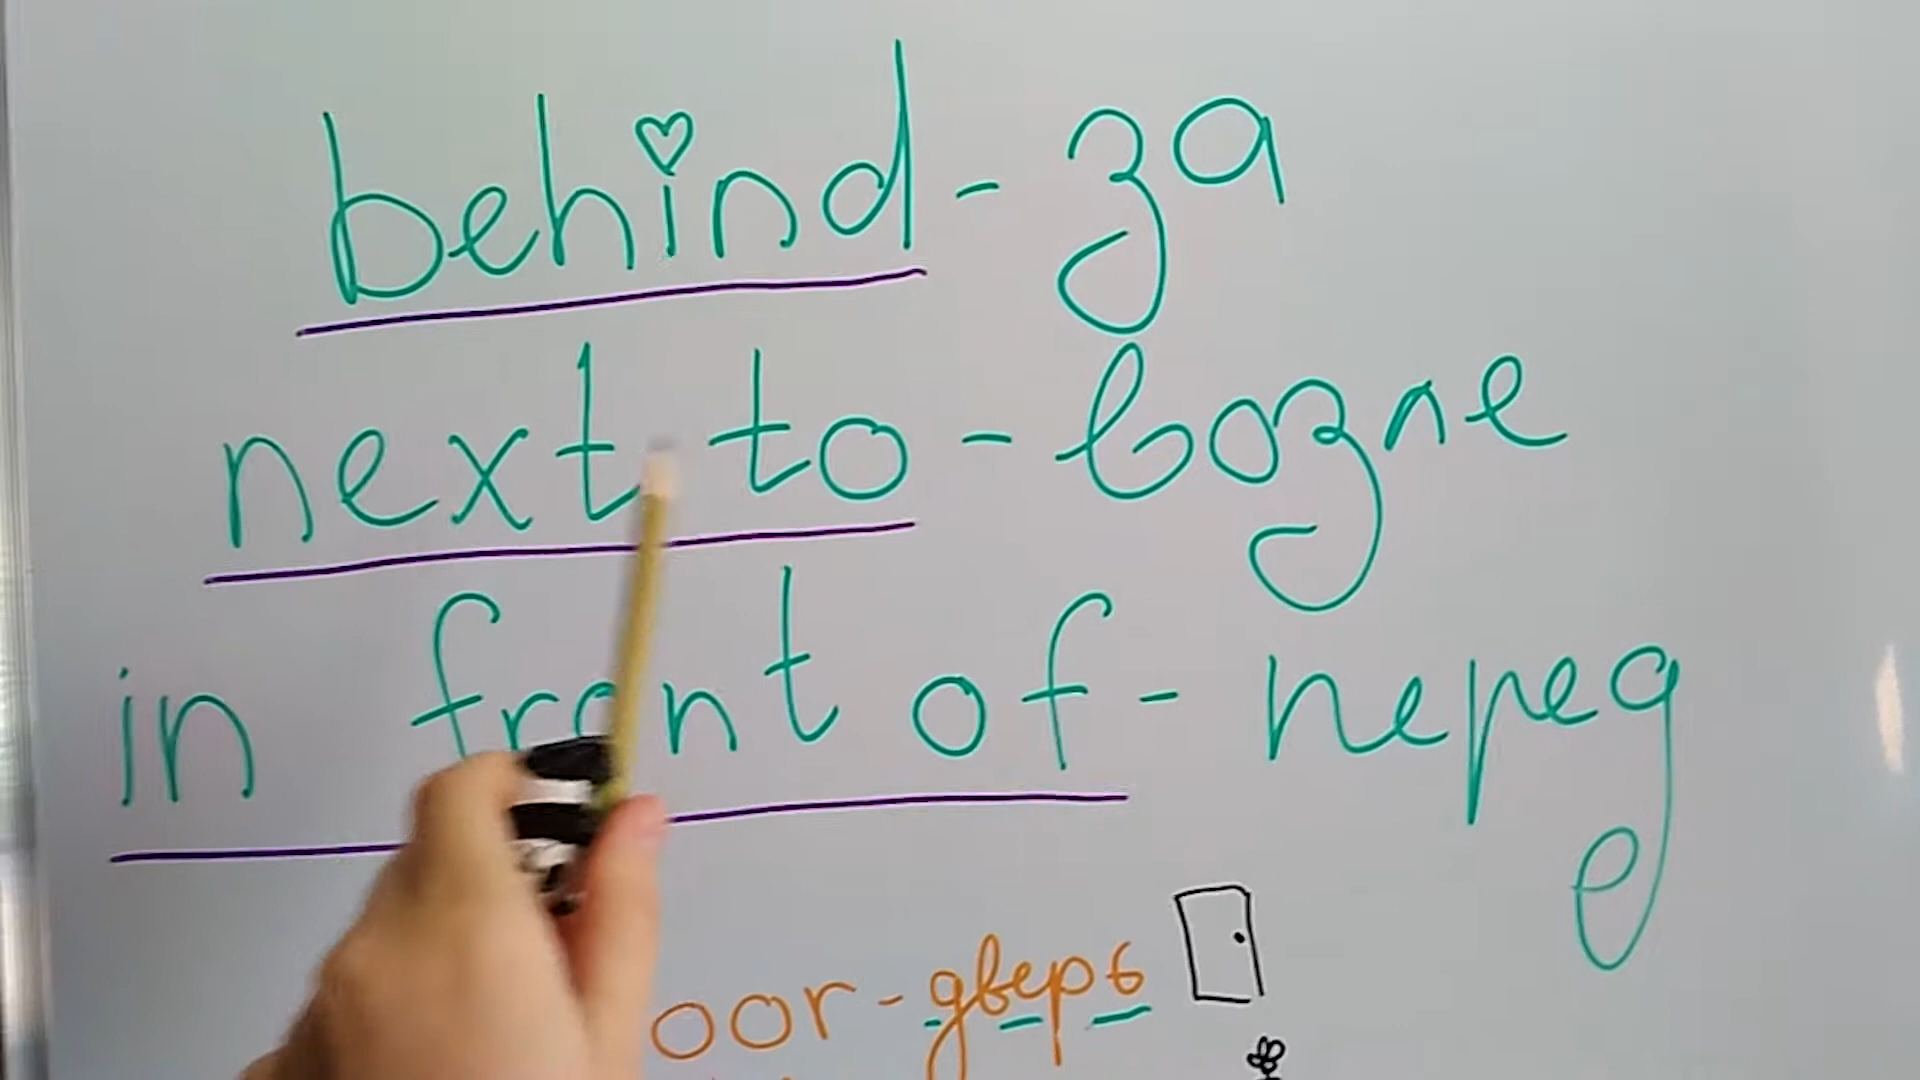 behind - за
next to - возле
in front of - перед
oor - дверь